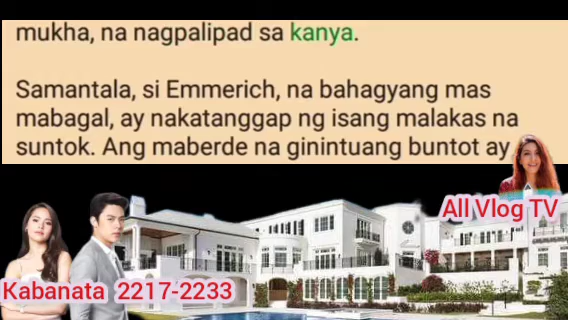 mukha, na nagpalipad sa kanya.
Samantala, si Emmerich, na bahagyang mas
mabagal, ay nakatanggap ng isang malakas na
suntok. Ang maberde na ginintuang buntot ay
All Vlog TV
Kabanata 2217-2233